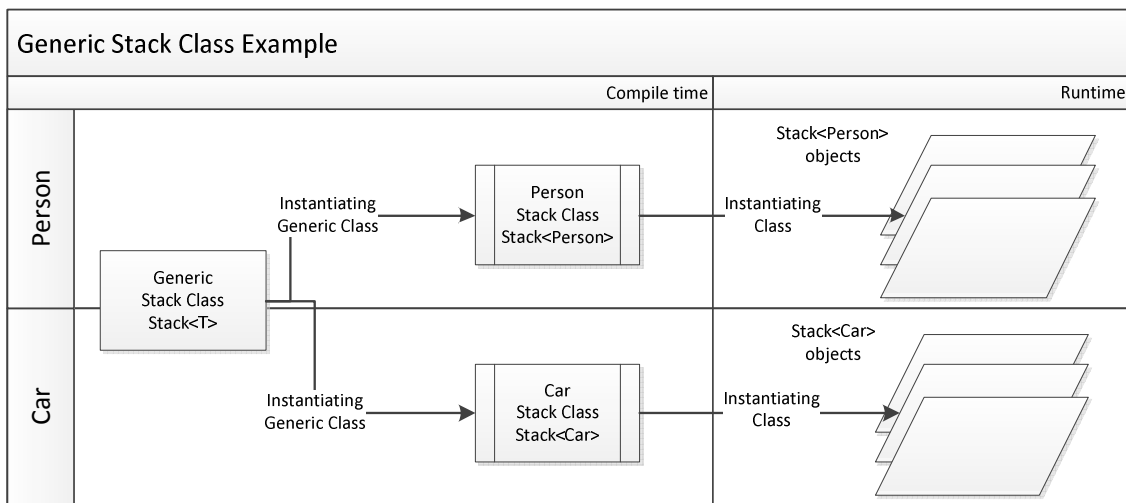 Generic Stack Class Example
Compile time
Runtime
Person
Instantiating
Generic Class
Person
Stack Class
Stack<Person>
Instantiating
Class
Stack<Person>
objects
Generic
Stack Class
Stack<T>
Car
Instantiating
Generic Class
Car
Stack Class
Stack<Car>
Instantiating
Class
Stack<Car>
objects